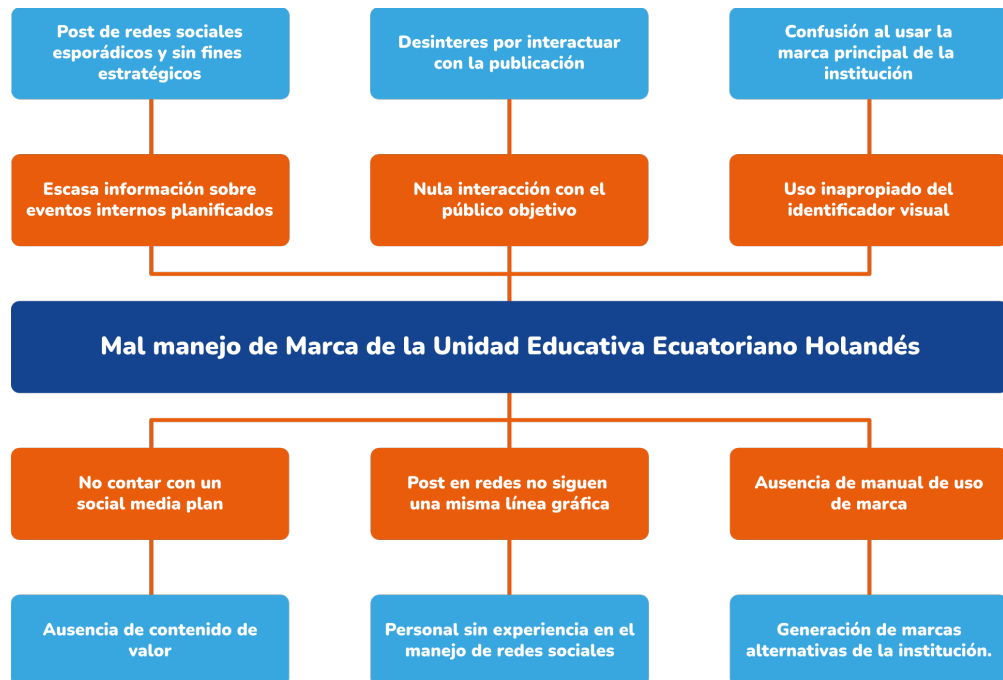 Post de redes sociales
esporádicos y sin fines
estratégicos
Desinteres por interactuar
con la publicación
Confusión al usar la
marca principal de la
institución
Escasa información sobre
eventos internos planificados
Nula interacción con el
público objetivo
Uso inapropiado del
identificador visual
Mal manejo de Marca de la Unidad Educativa Ecuatoriano Holandés
No contar con un
social media plan
Post en redes no siguen
una misma línea gráfica
Ausencia de manual de uso
de marca
Ausencia de contenido de
valor
Personal sin experiencia en el
manejo de redes sociales
Generación de marcas
alternativas de la institución.